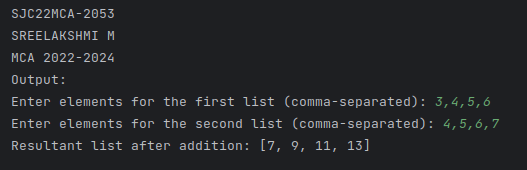 SJC22MCA-2053
SREELAKSHMI M
MCA 2022-2024
Output:
Enter elements for the first list (comma-separated): 3,4,5,6
Enter elements for the second list (comma-separated): 4,5,6,7
Resultant list after addition: [7, 9, 11, 13]